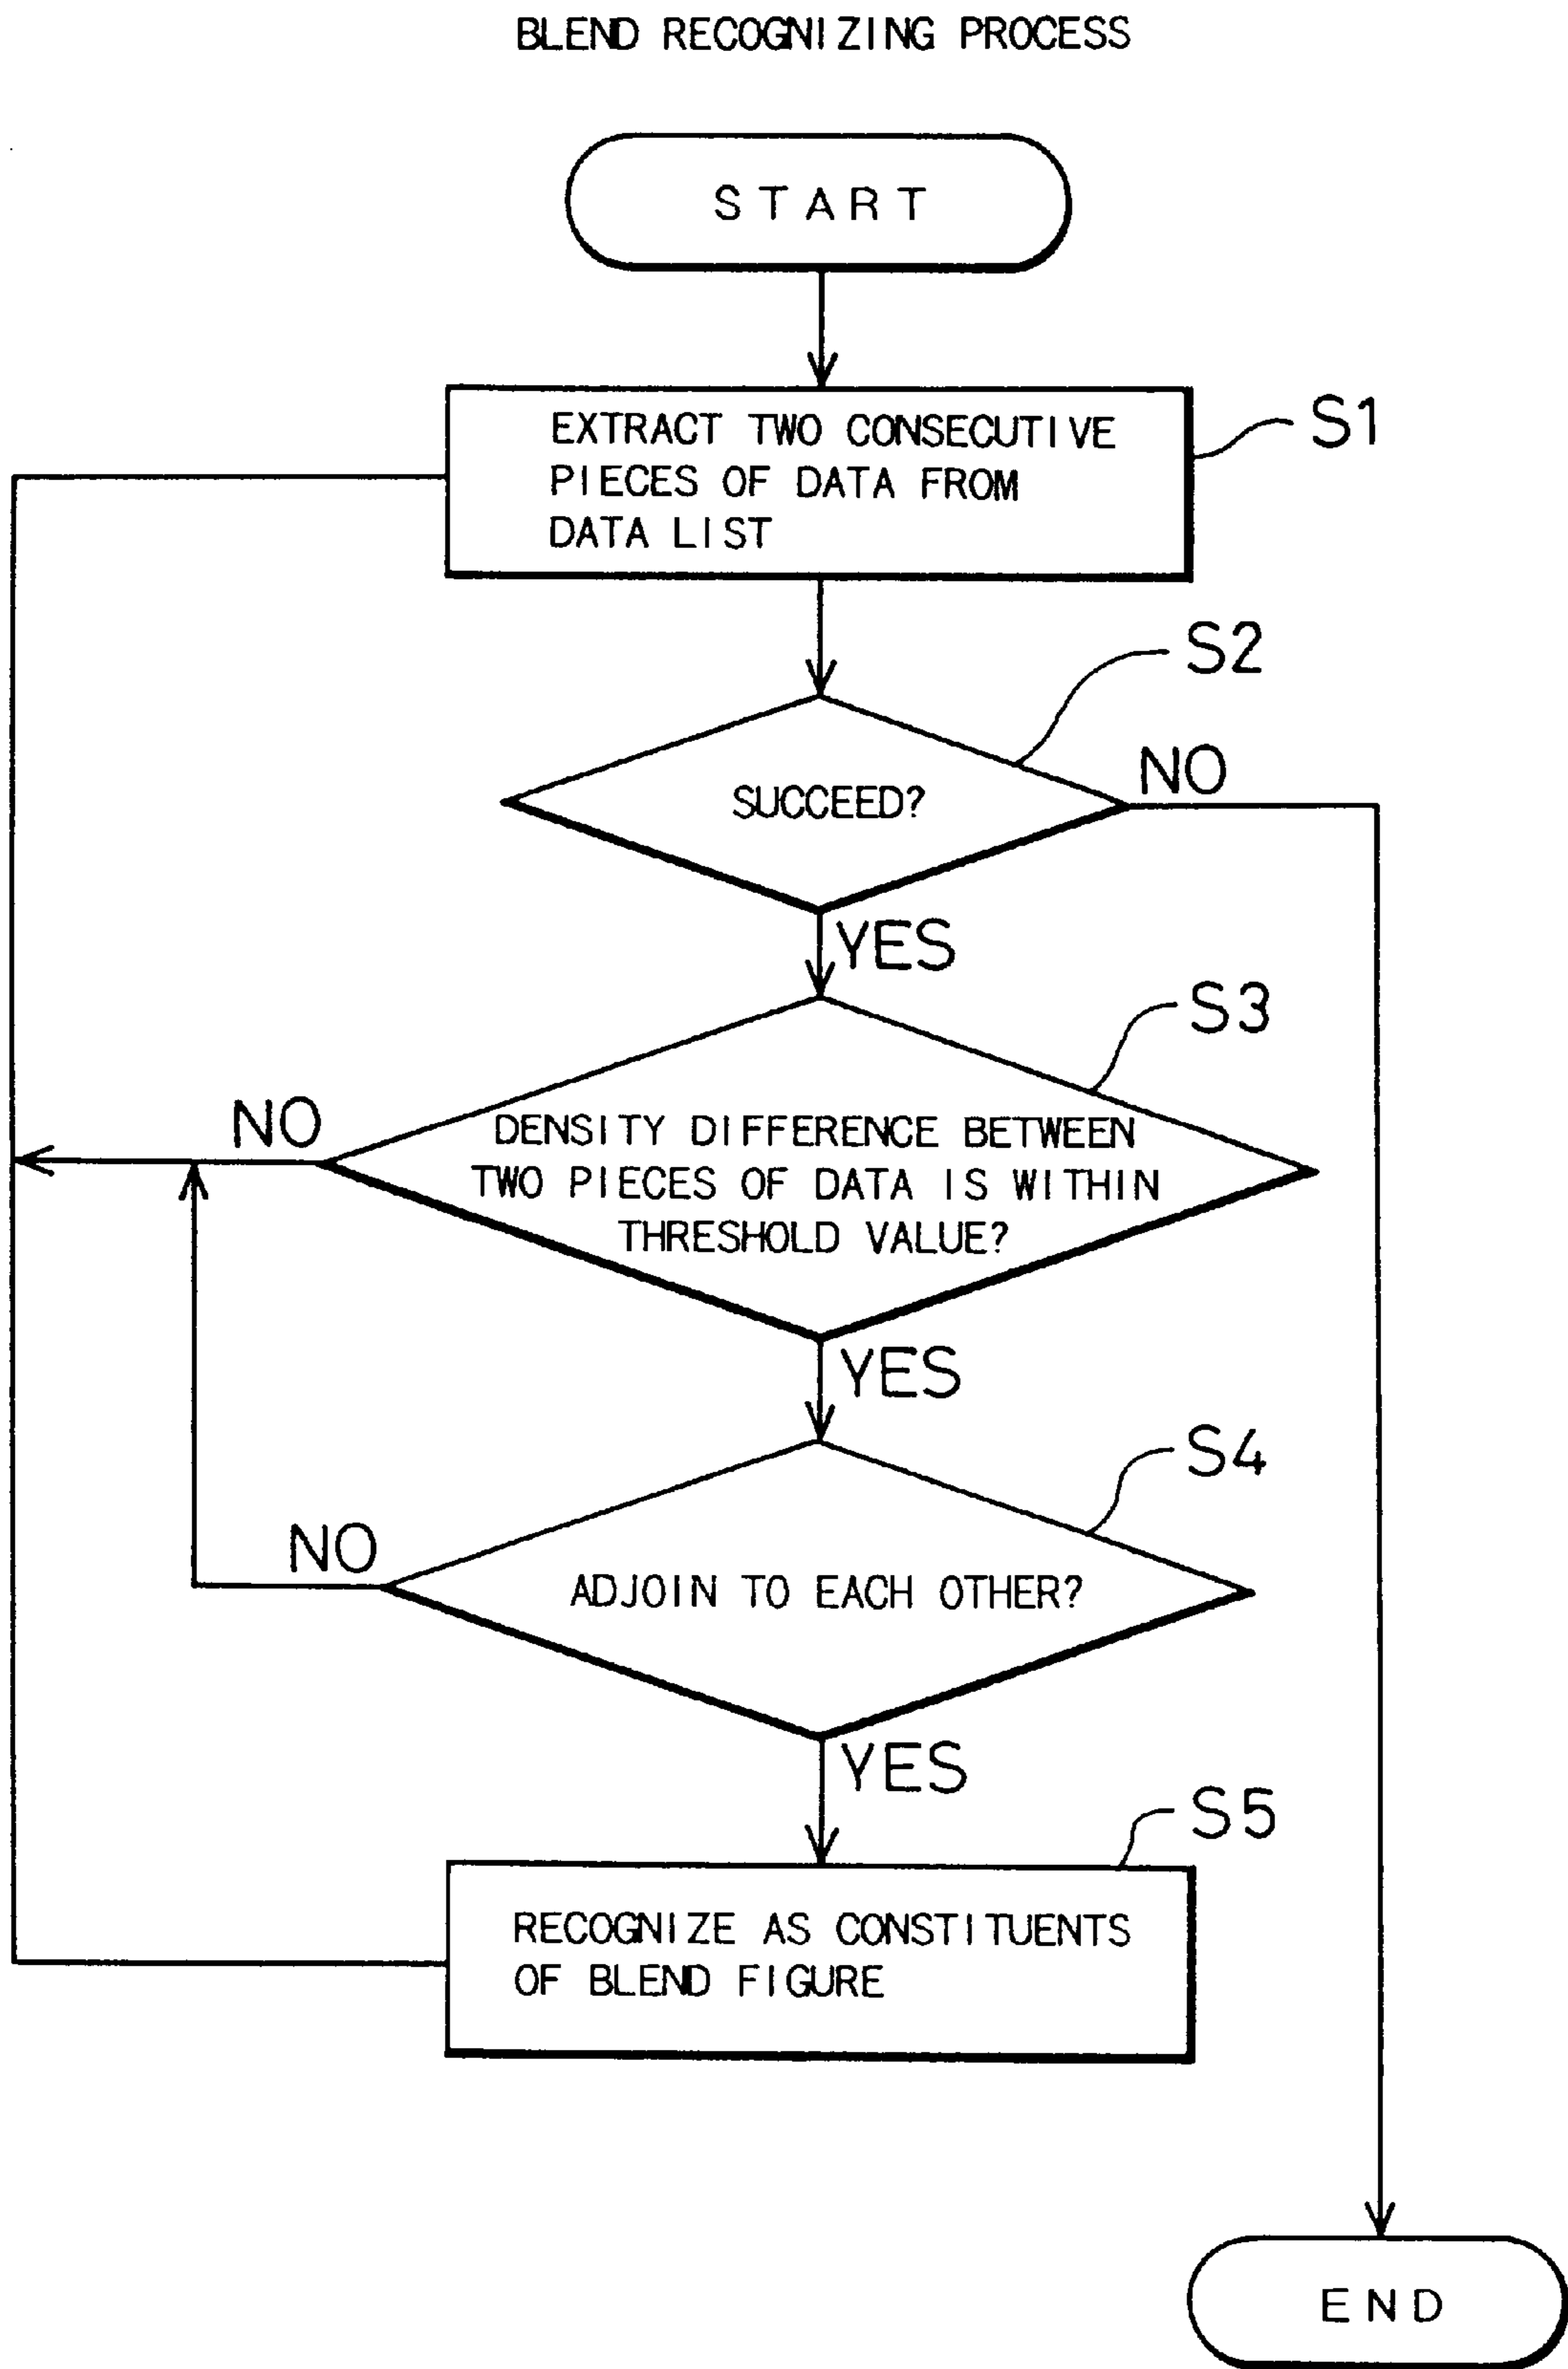 BLEND RECOGNIZING PROCESS
START
EXTRACT TWO CONSECUTIVE
PIECES OF DATA FROM
DATA LIST
S1
S2
SUCCEED?
NO
YES
S3
NO
DENSITY DIFFERENCE BETWEEN
TWO PIECES OF DATA IS WITHIN
THRESHOLD VALUE?
YES
S4
NO
ADJOIN TO EACH OTHER?
YES
S5
RECOGNIZE AS CONSTITUENTS
OF BLEND FIGURE
END